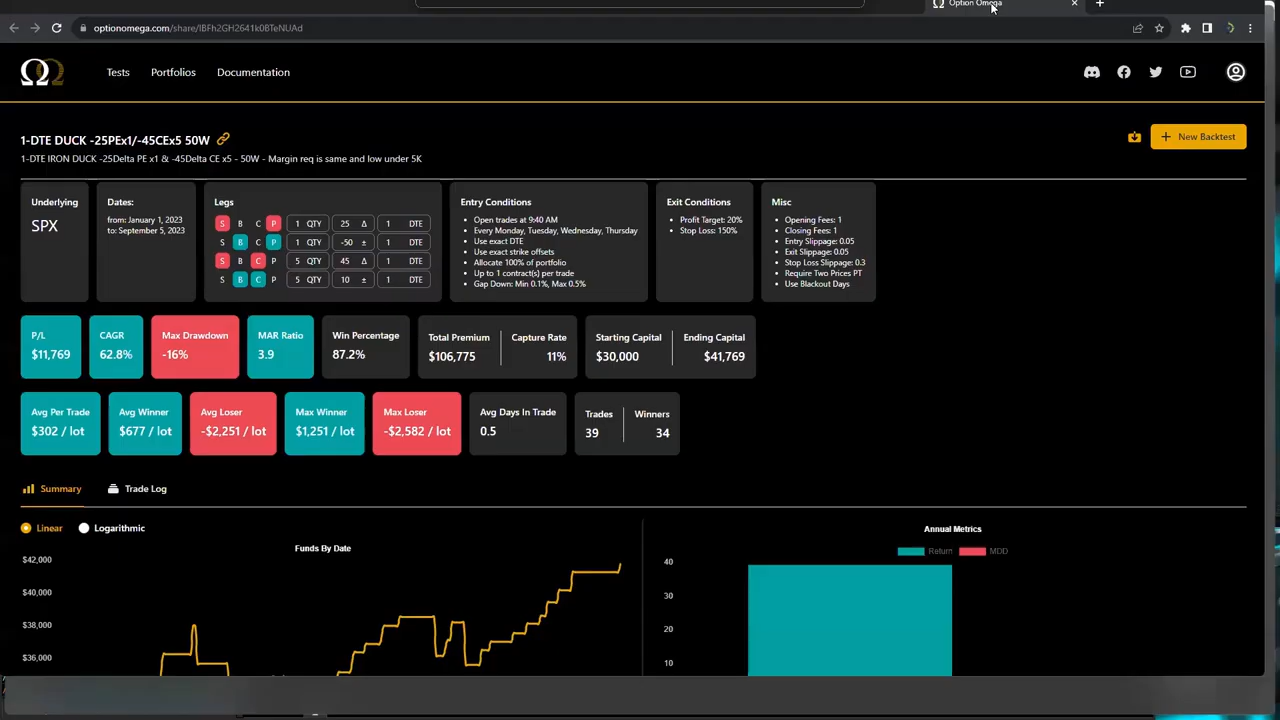 Option Omega
optionomega.com/share/
Tests Portfolios Documentation
1-DTE DUCK -25PEx1/-45CEx5 50W
1-DTE IRON DUCK -25Delta PE x1 & -45Delta CE x5 - 50W - Margin req is same and low under 5K
New Backtest
Underlying
SPX
Dates:
from: January 1, 2023
to: September 5, 2023
Legs
S B C P 1 QTY 25 Δ 1 DTE
S B C P 1 QTY -50 ± 1 DTE
S B C P 5 QTY 45 Δ 1 DTE
S B C P 5 QTY 10 ± 1 DTE
Entry Conditions
Open trades at 9:40 AM
Every Monday, Tuesday, Wednesday, Thursday
Use exact DTE
Use exact strike offsets
Allocate 100% of portfolio
Up to 1 contract(s) per trade
Gap Down: Min 0.1%, Max 0.5%
Exit Conditions
Profit Target: 20%
Stop Loss: 150%
Misc
Opening Fees: 1
Closing Fees: 1
Entry Slippage: 0.05
Exit Slippage: 0.05
Stop Loss Slippage: 0.3
Require Two Prices PT
Use Blackout Days
P/L
$11,769
CAGR
62.8%
Max Drawdown
-16%
MAR Ratio
3.9
Win Percentage
87.2%
Total Premium
$106,775
Capture Rate
11%
Starting Capital
$30,000
Ending Capital
$41,769
Avg Per Trade
$302 / lot
Avg Winner
$677 / lot
Avg Loser
-$2,251 / lot
Max Winner
$1,251 / lot
Max Loser
-$2,582 / lot
Avg Days In Trade
0.5
Trades
39
Winners
34
Summary Trade Log
Linear Logarithmic
Funds By Date
$42,000
$40,000
$38,000
$36,000
Annual Metrics
Return MDD
40
30
20
10